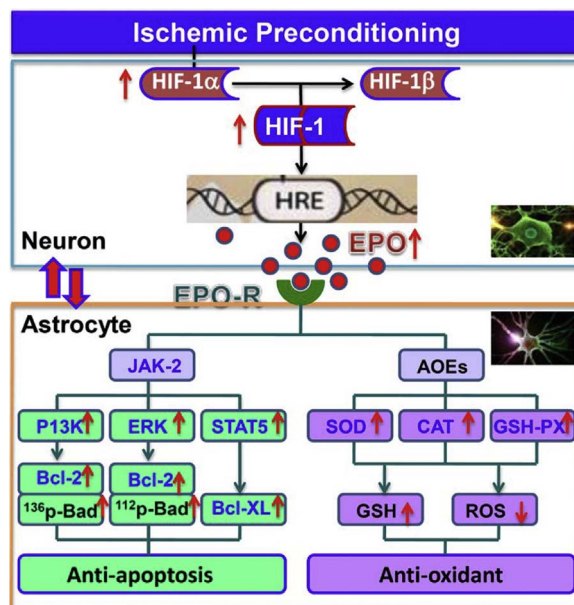 Ischemic Preconditioning
HIF-1α
HIF-1β
HIF-1
HRE
Neuron
EPO
EPO-R
Astrocyte
JAK-2
AOEs
P13K
ERK
STAT5
SOD
CAT
GSH-PX
Bcl-2
Bcl-2
¹³⁶p-Bad
¹¹²p-Bad
Bcl-XL
GSH
ROS
Anti-apoptosis
Anti-oxidant